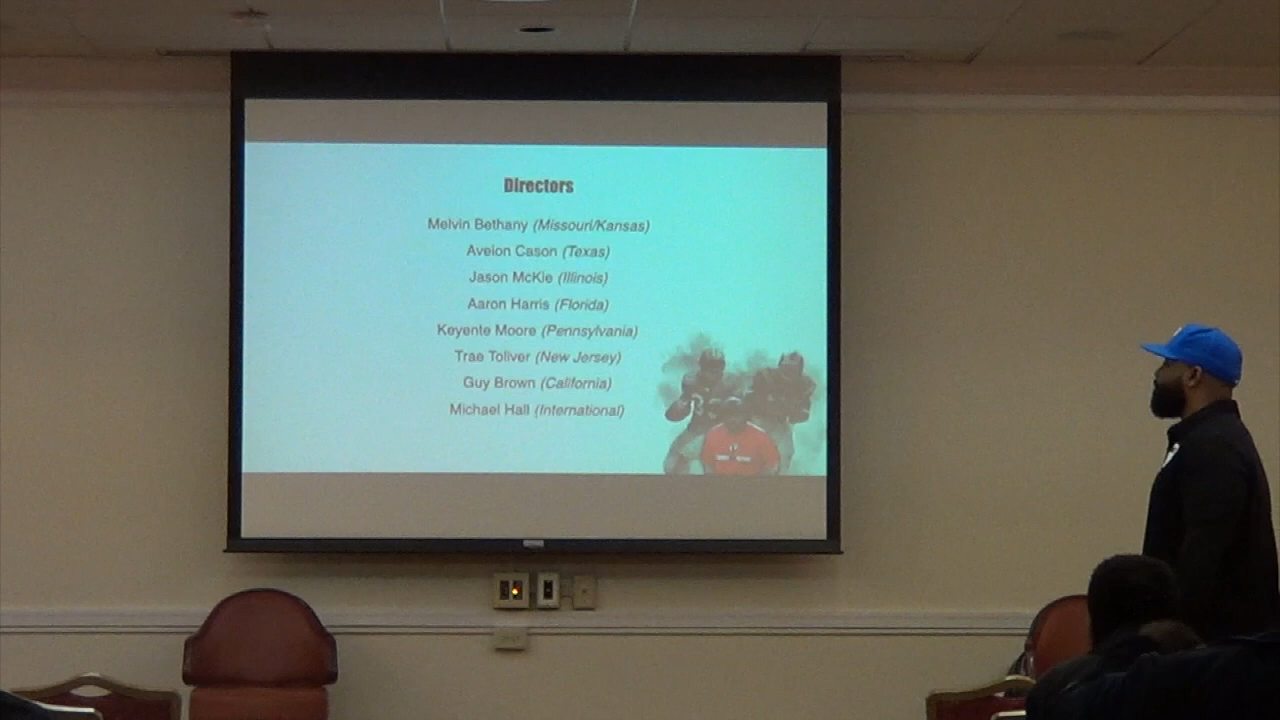 Directors
Melvin Bethany (Missouri/Kansas)
Aveion Cason (Texas)
Jason McKie (Illinois)
Aaron Harris (Florida)
Keyente Moore (Pennsylvania)
Trae Toliver (New Jersey)
Guy Brown (California)
Michael Hall (International)